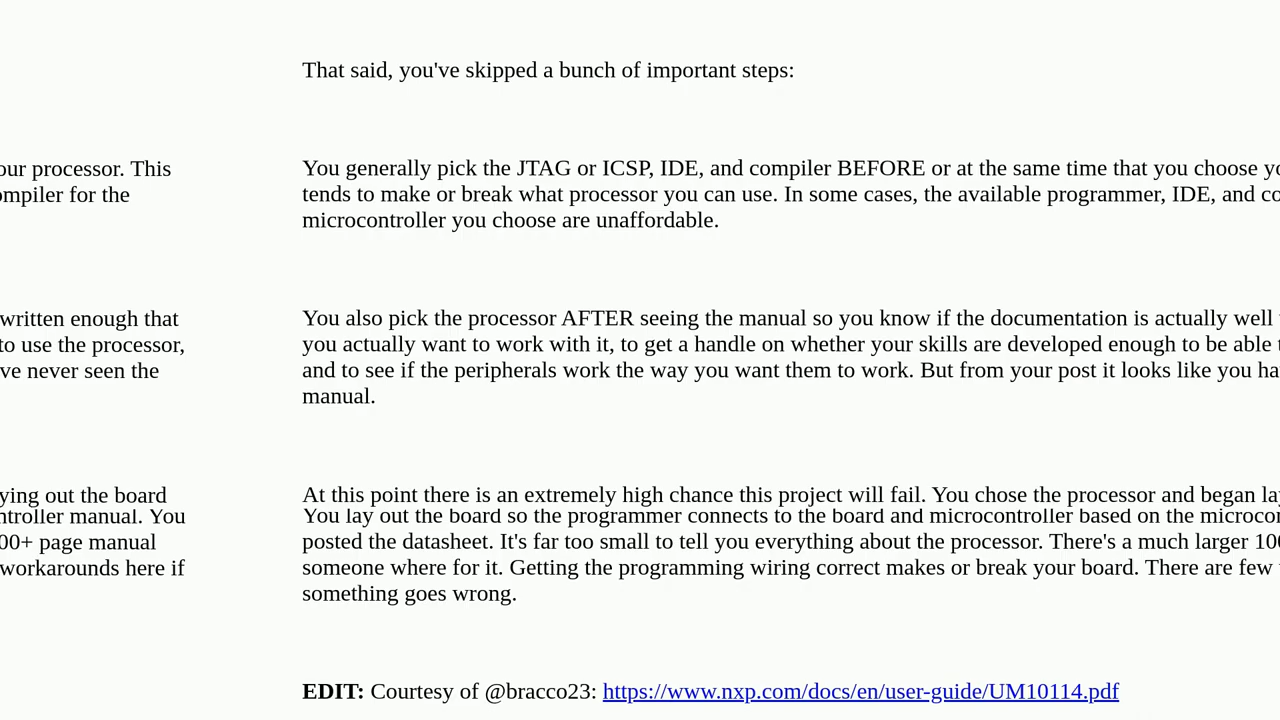 our processor. This
ompiler for the
written enough that
to use the processor,
ve never seen the
ying out the board
ntroller manual. You
00+ page manual
workarounds here if
That said, you've skipped a bunch of important steps:
You generally pick the JTAG or ICSP, IDE, and compiler BEFORE or at the same time that you choose yo
tends to make or break what processor you can use. In some cases, the available programmer, IDE, and co
microcontroller you choose are unaffordable.
You also pick the processor AFTER seeing the manual so you know if the documentation is actually well
you actually want to work with it, to get a handle on whether your skills are developed enough to be able t
and to see if the peripherals work the way you want them to work. But from your post it looks like you ha
manual.
At this point there is an extremely high chance this project will fail. You chose the processor and began la
You lay out the board so the programmer connects to the board and microcontroller based on the microcon
posted the datasheet. It's far too small to tell you everything about the processor. There's a much larger 100
someone where for it. Getting the programming wiring correct makes or break your board. There are few
something goes wrong.
EDIT: Courtesy of @bracco23: https://www.nxp.com/docs/en/user-guide/UM10114.pdf